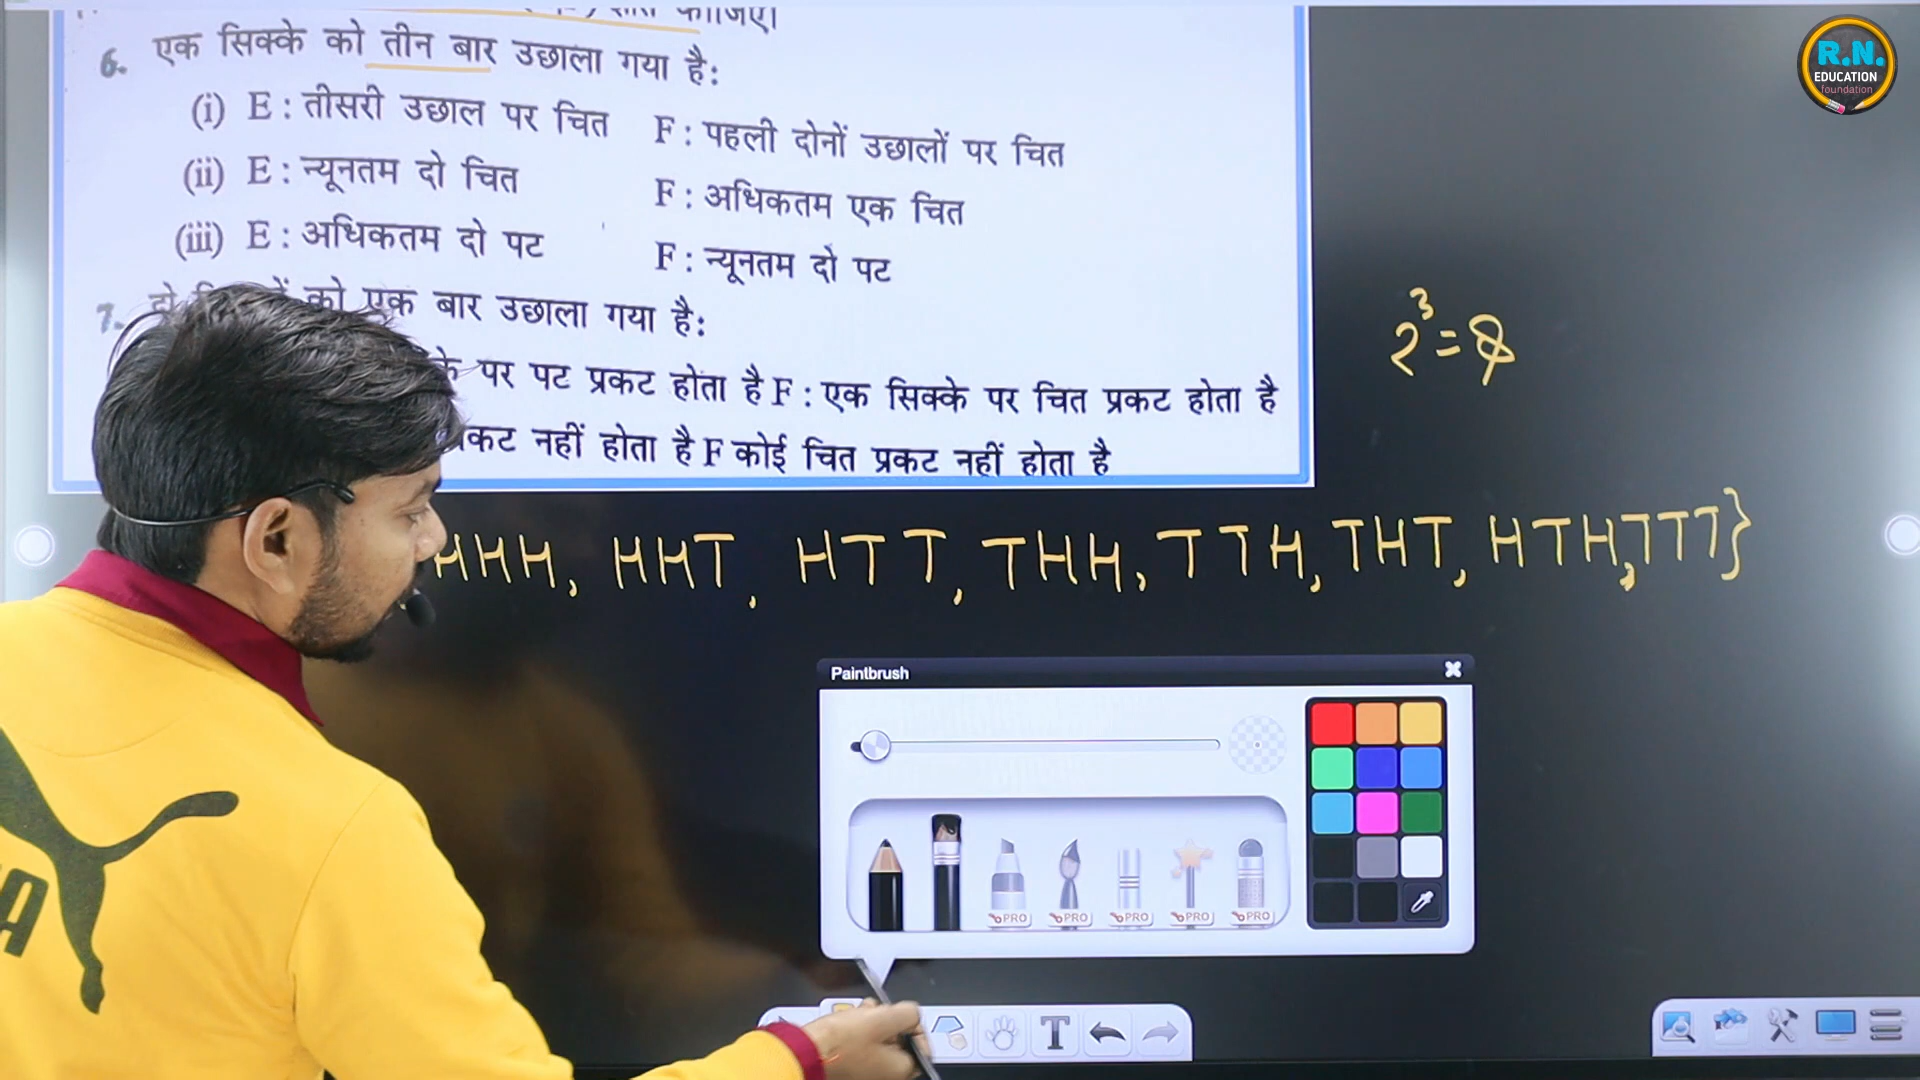 कीजिए।
6. एक सिक्के को तीन बार उछाला गया है:
(i) E : तीसरी उछाल पर चित F : पहली दोनों उछालों पर चित
(ii) E : न्यूनतम दो चित F : अधिकतम एक चित
(iii) E : अधिकतम दो पट F : न्यूनतम दो पट
7. को एक बार उछाला गया है:
पर पट प्रकट होता है F : एक सिक्के पर चित प्रकट होता है
नहीं होता है F कोई चित प्रकट नहीं होता है
2³ = 8
HHH, HHT, HTT, THH, TTH, THT, HTH, TTT}
Paintbrush
PRO PRO PRO PRO PRO
T
R.N.
EDUCATION
foundation